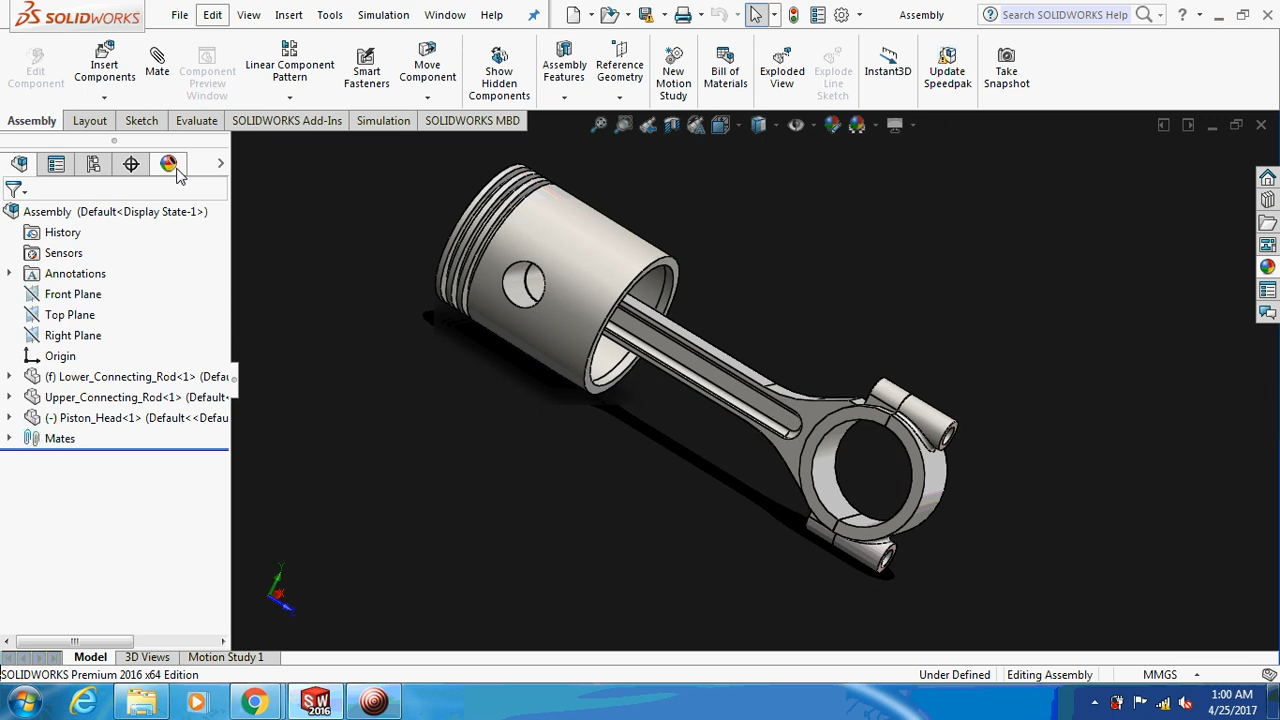 SOLIDWORKS
File Edit View Insert Tools Simulation Window Help
Assembly
Search SOLIDWORKS Help
Edit Component
Insert Components
Mate
Component Preview Window
Linear Component Pattern
Smart Fasteners
Move Component
Show Hidden Components
Assembly Features
Reference Geometry
New Motion Study
Bill of Materials
Exploded View
Explode Line Sketch
Instant3D
Update Speedpak
Take Snapshot
Assembly Layout Sketch Evaluate SOLIDWORKS Add-Ins Simulation SOLIDWORKS MBD
Assembly (Default<Display State-1>)
History
Sensors
Annotations
Front Plane
Top Plane
Right Plane
Origin
(f) Lower_Connecting_Rod<1> (Defau
Upper_Connecting_Rod<1> (Default<
(-) Piston_Head<1> (Default<<Defau
Mates
Y
Model 3D Views Motion Study 1
SOLIDWORKS Premium 2016 x64 Edition
Under Defined Editing Assembly MMGS
SW 2016
1:00 AM
4/25/2017